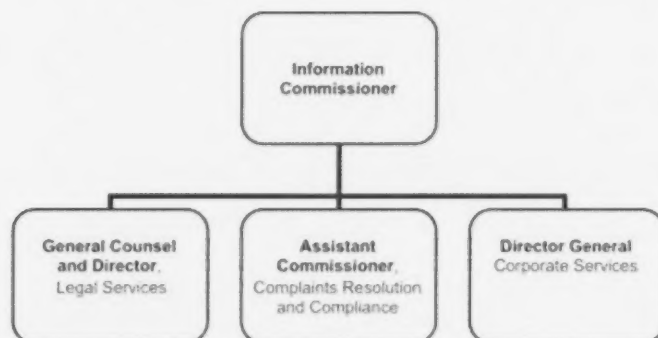 Information
Commissioner
General Counsel
and Director,
Legal Services
Assistant
Commissioner,
Complaints Resolution
and Compliance
Director General
Corporate Services